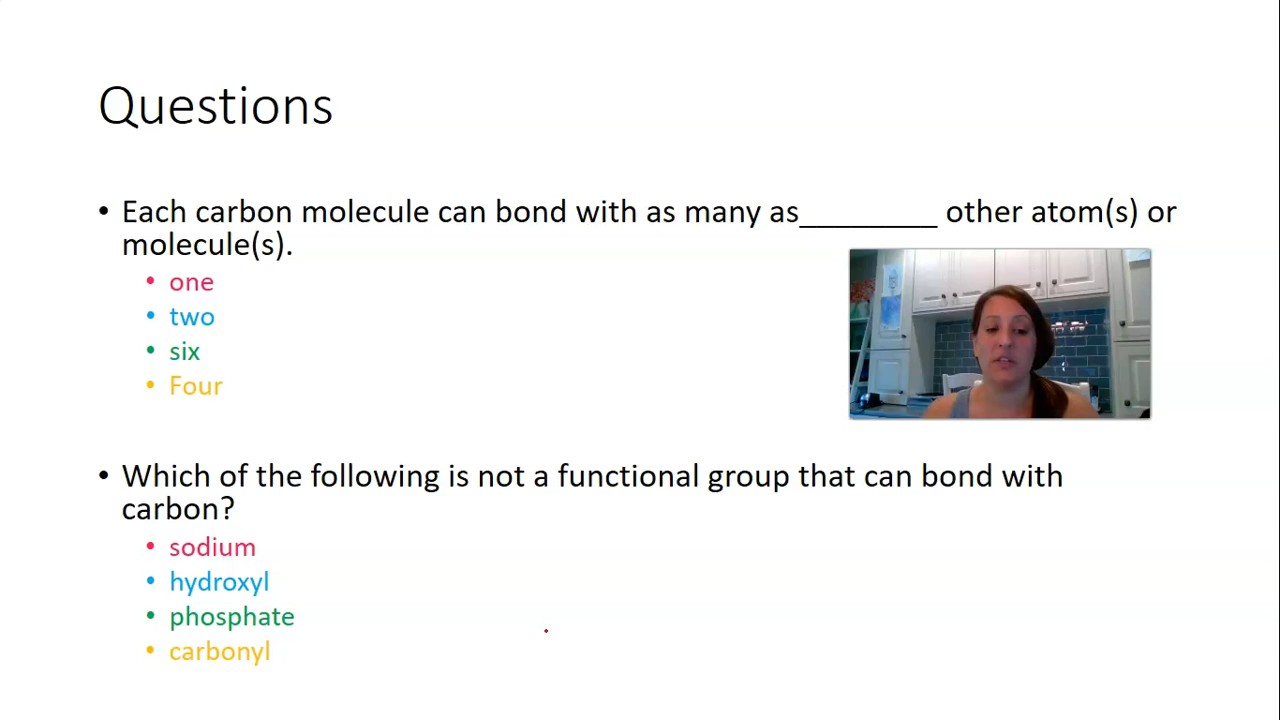 Questions
• Each carbon molecule can bond with as many as_________ other atom(s) or
molecule(s).
• one
• two
• six
• Four
• Which of the following is not a functional group that can bond with
carbon?
• sodium
• hydroxyl
• phosphate
• carbonyl